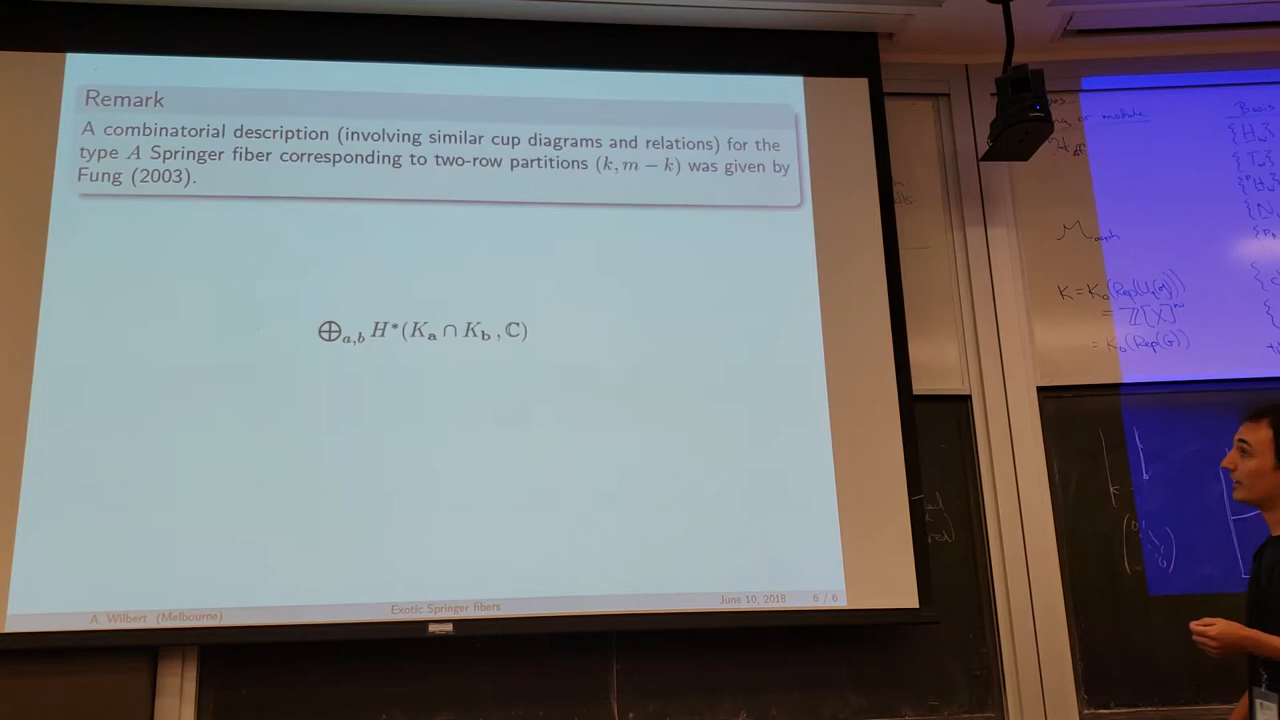 Remark
A combinatorial description (involving similar cup diagrams and relations) for the
type A Springer fiber corresponding to two-row partitions (k, m − k) was given by
Fung (2003).
⊕a,b H*(Ka ∩ Kb , ℂ)
A. Wilbert (Melbourne) Exotic Springer fibers June 10, 2018 6 / 6
module
K = K₀(Rep(U
= ℤ[X]
= K₀(Rep(G))